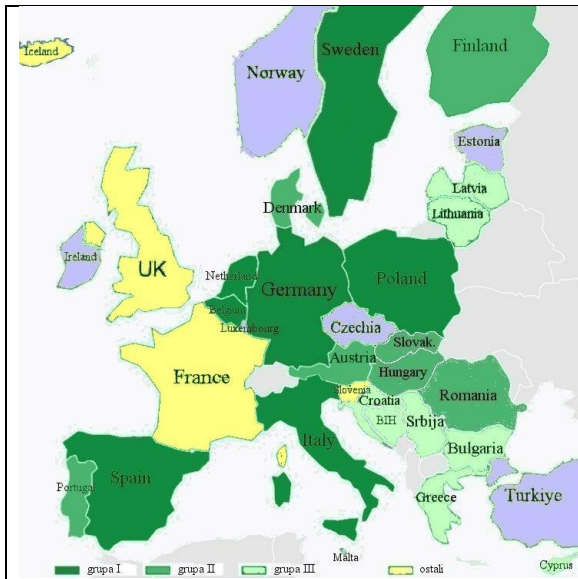 Iceland
Norway
Sweden
Finland
Estonia
Latvia
Lithuania
Denmark
Ireland
UK
Netherland
Germany
Poland
Belgium
Luxembourg
Czechia
Slovak.
Austria
Hungary
France
Slovenia
Croatia
Romania
BIH
Srbija
Italy
Bulgaria
Spain
Portugal
Greece
Turkiye
Malta
Cyprus
grupa I grupa II grupa III ostali